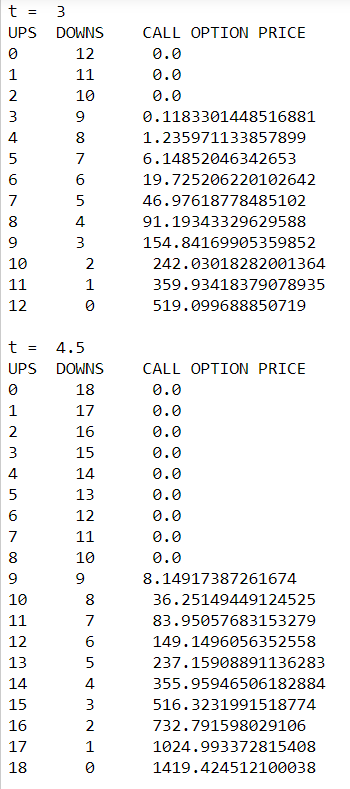 t =  3
UPS  DOWNS    CALL OPTION PRICE
0      12      0.0
1      11      0.0
2      10      0.0
3      9      0.1183301448516881
4      8      1.235971133857899
5      7      6.14852046342653
6      6      19.725206220102642
7      5      46.97618778485102
8      4      91.19343329629588
9      3      154.84169905359852
10      2      242.03018282001364
11      1      359.93418379078935
12      0      519.099688850719
t =  4.5
UPS  DOWNS    CALL OPTION PRICE
0      18      0.0
1      17      0.0
2      16      0.0
3      15      0.0
4      14      0.0
5      13      0.0
6      12      0.0
7      11      0.0
8      10      0.0
9      9      8.14917387261674
10      8      36.25149449124525
11      7      83.95057683153279
12      6      149.1496056352558
13      5      237.15908891136283
14      4      355.95946506182884
15      3      516.3231991518774
16      2      732.791598029106
17      1      1024.993372815408
18      0      1419.424512100038